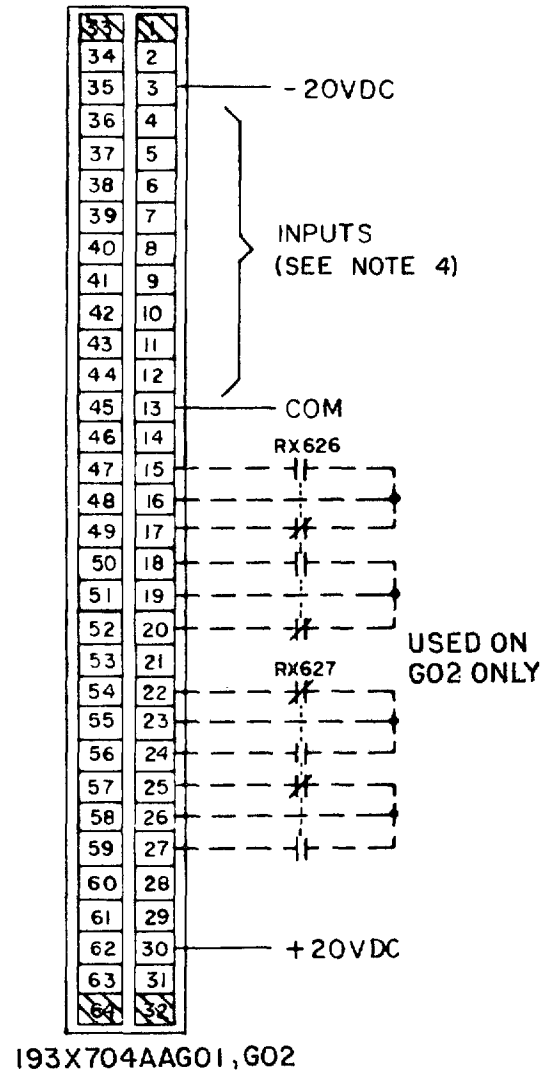 33 1
34 2
35 3 -20VDC
36 4
37 5
38 6
39 7 INPUTS
40 8 (SEE NOTE 4)
41 9
42 10
43 11
44 12
45 13 COM
46 14
RX626
47 15
48 16
49 17
50 18
51 19
52 20
USED ON
53 21
GO2 ONLY
RX627
54 22
55 23
56 24
57 25
58 26
59 27
60 28
61 29
62 30 +20VDC
63 31
64 32
193X704AAGO1,GO2